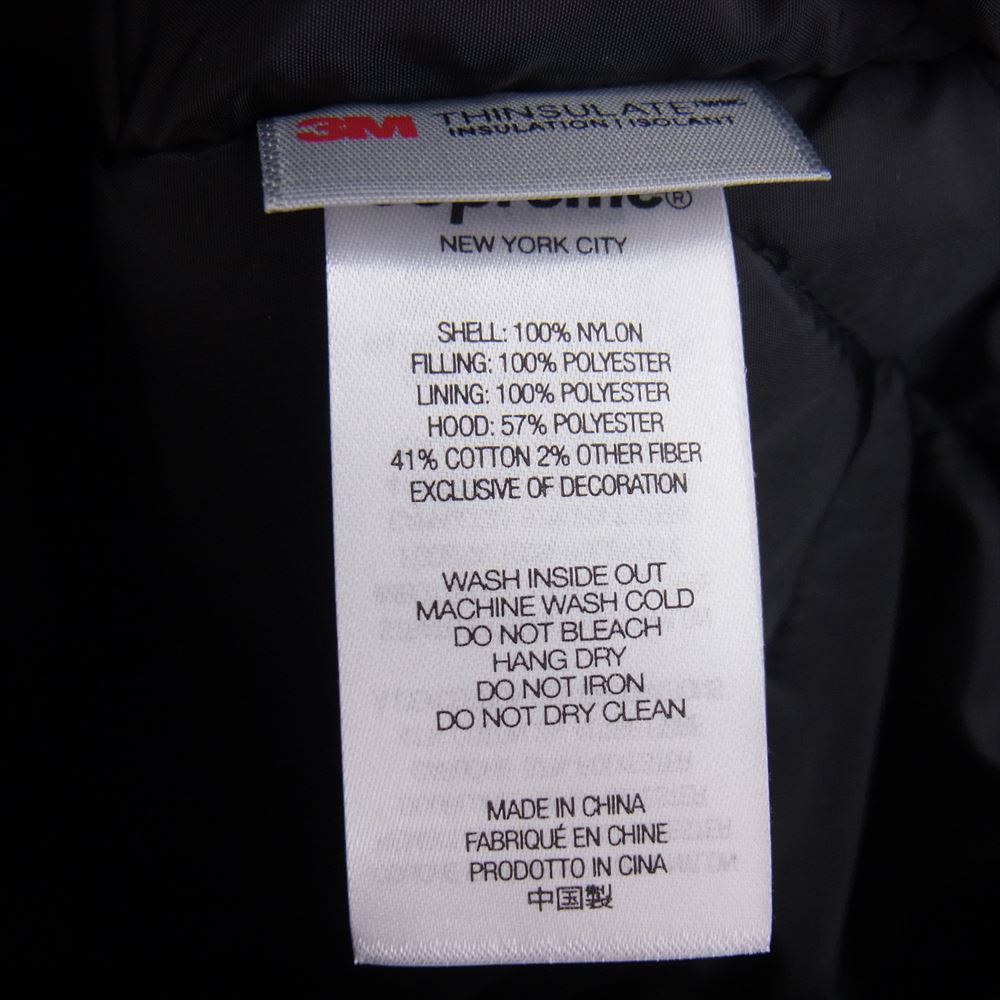 3M THINSULATE
INSULATION | ISOLANT
Supreme®
NEW YORK CITY
SHELL: 100% NYLON
FILLING: 100% POLYESTER
LINING: 100% POLYESTER
HOOD: 57% POLYESTER
41% COTTON 2% OTHER FIBER
EXCLUSIVE OF DECORATION
WASH INSIDE OUT
MACHINE WASH COLD
DO NOT BLEACH
HANG DRY
DO NOT IRON
DO NOT DRY CLEAN
MADE IN CHINA
FABRIQUÉ EN CHINE
PRODOTTO IN CINA
中国製